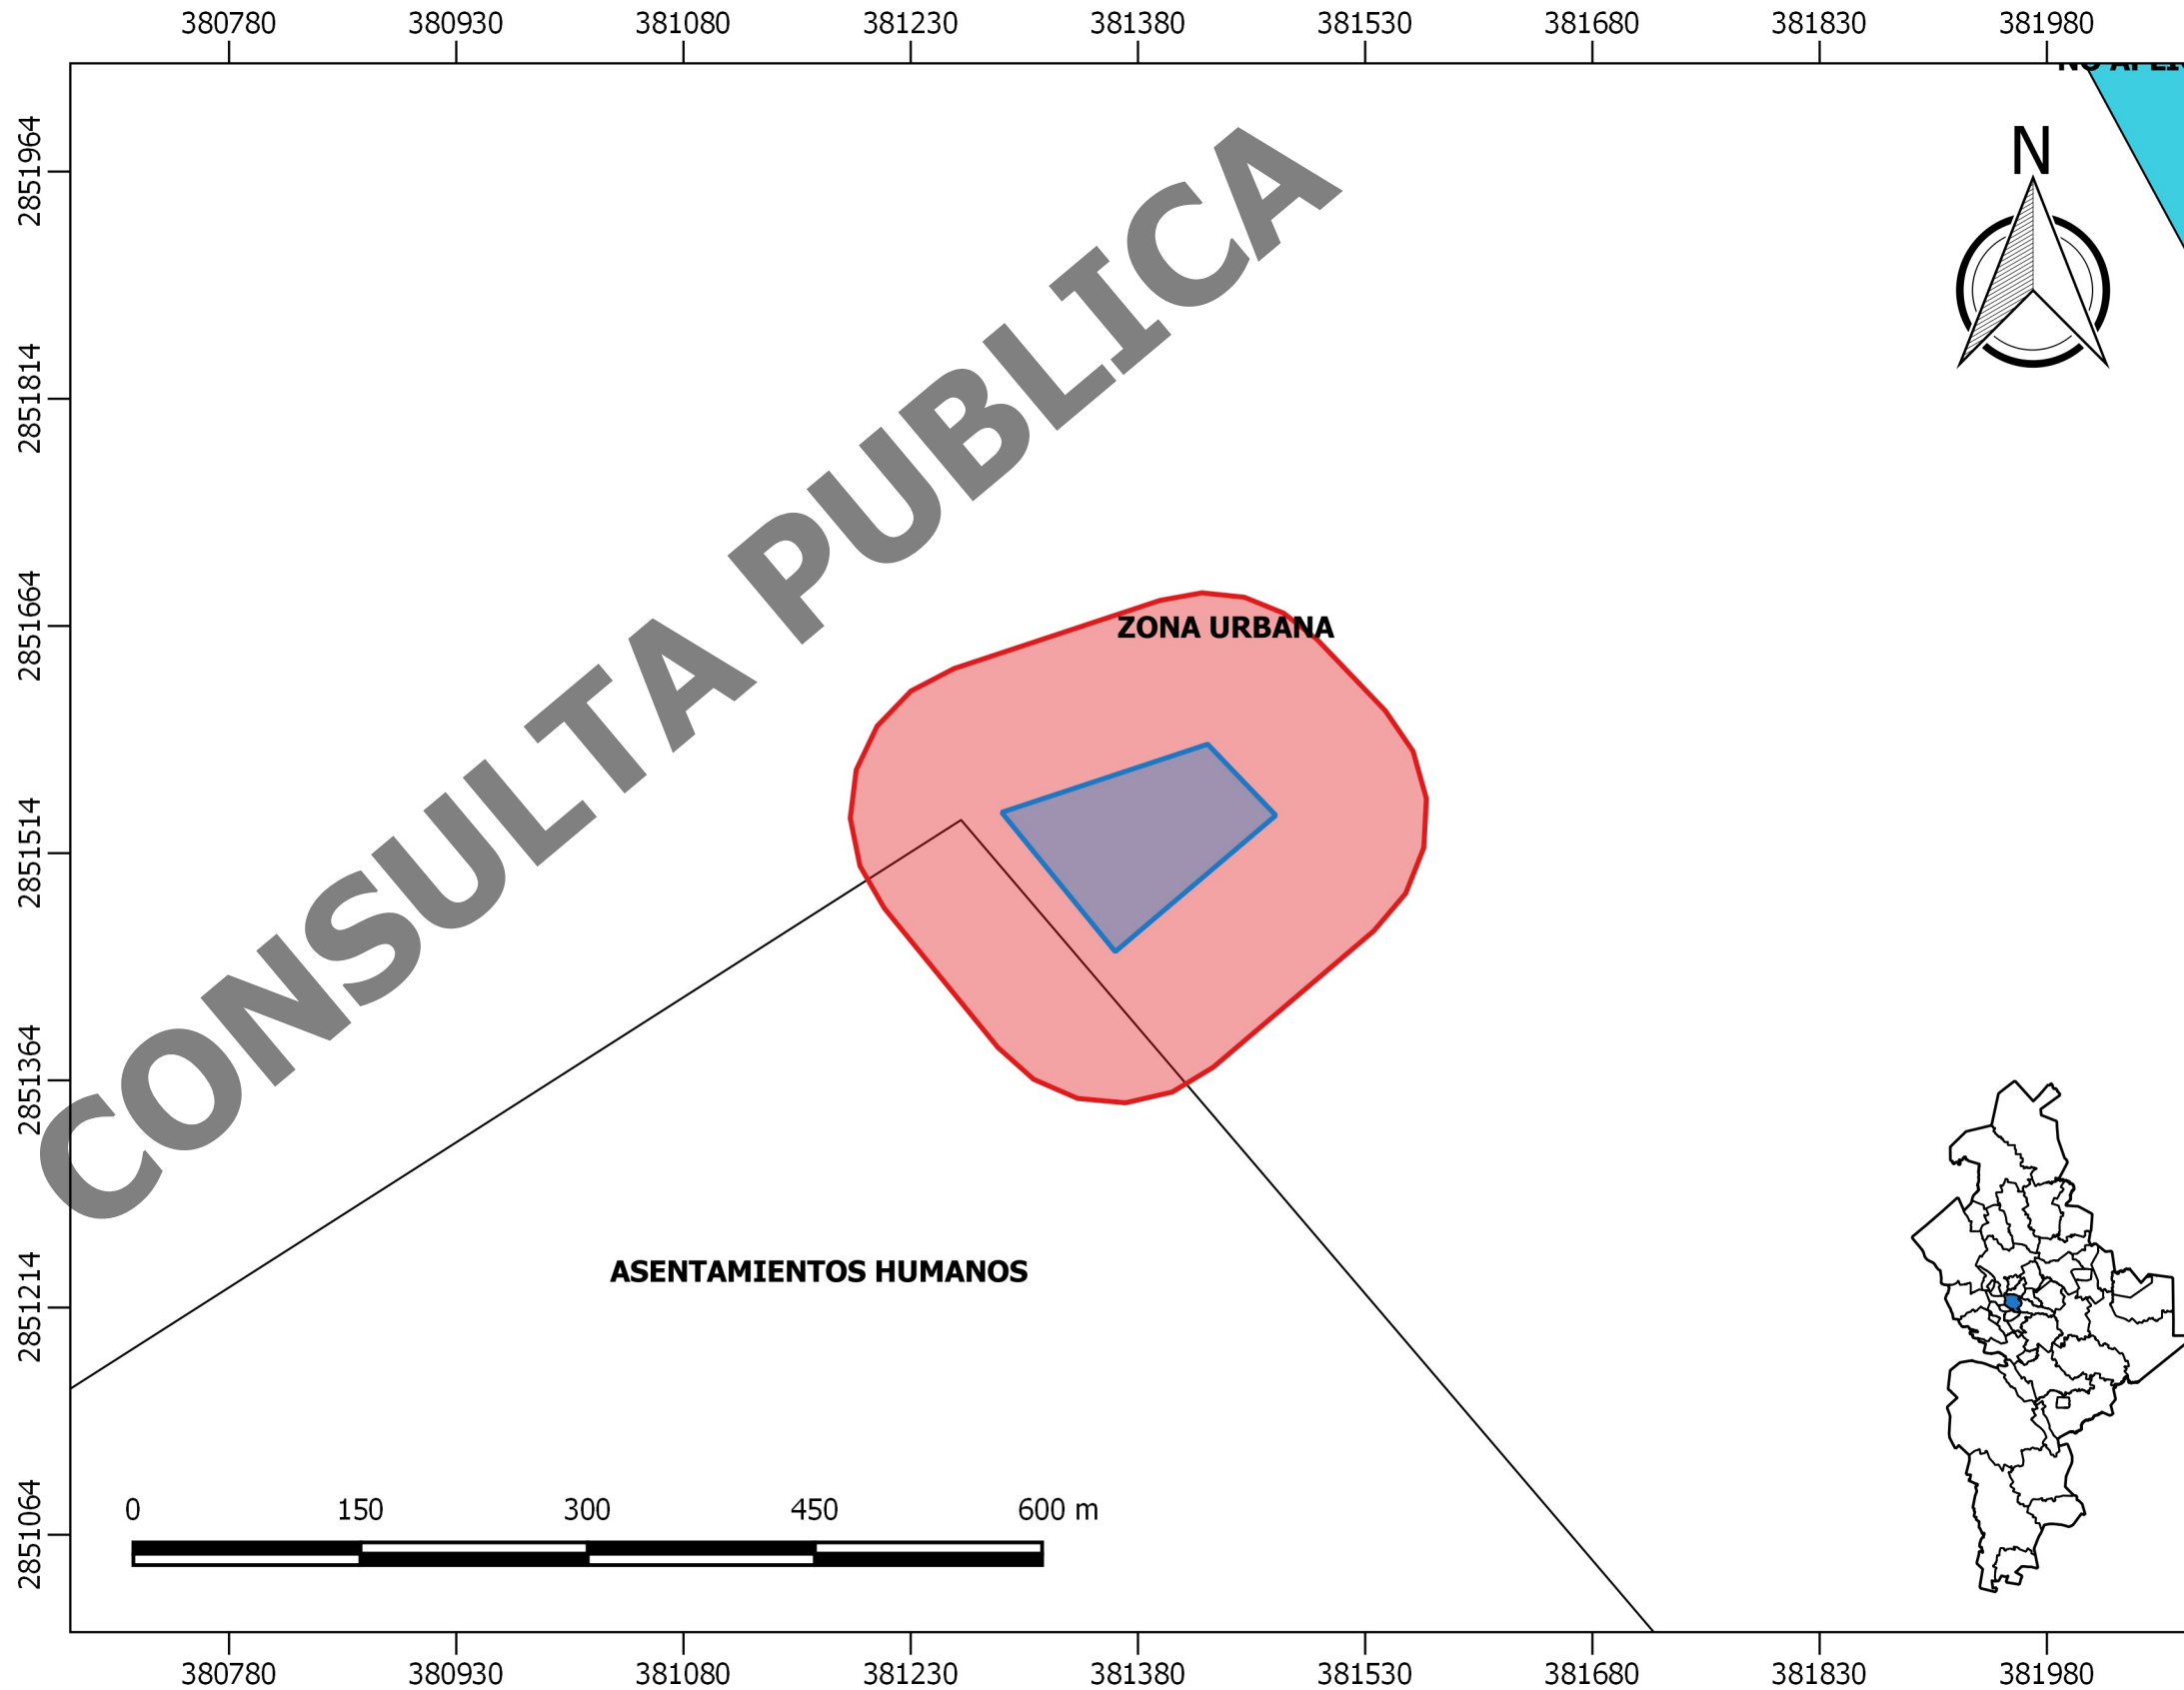 380780 380930 381080 381230 381380 381530 381680 381830 381980
N
2851964
2851814
2851664
2851514
2851364
2851214
2851064
CONSULTA PUBLICA
ZONA URBANA
ASENTAMIENTOS HUMANOS
0 150 300 450 600 m
380780 380930 381080 381230 381380 381530 381680 381830 381980